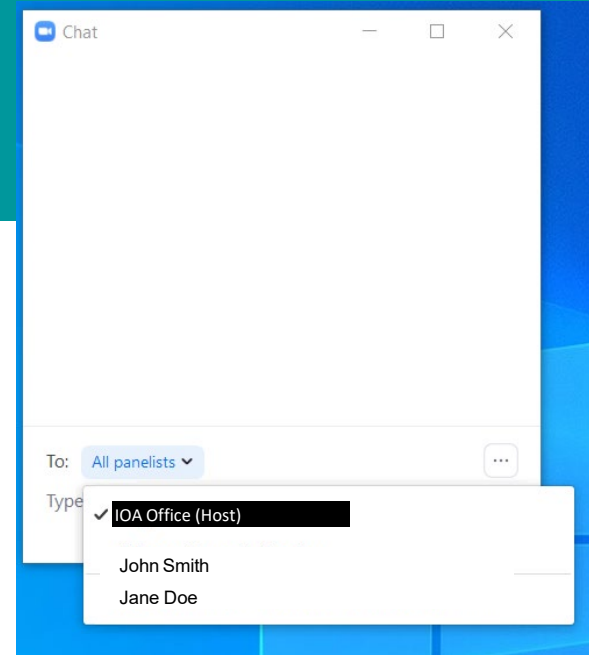 Chat
To: All panelists
Type
IOA Office (Host)
John Smith
Jane Doe